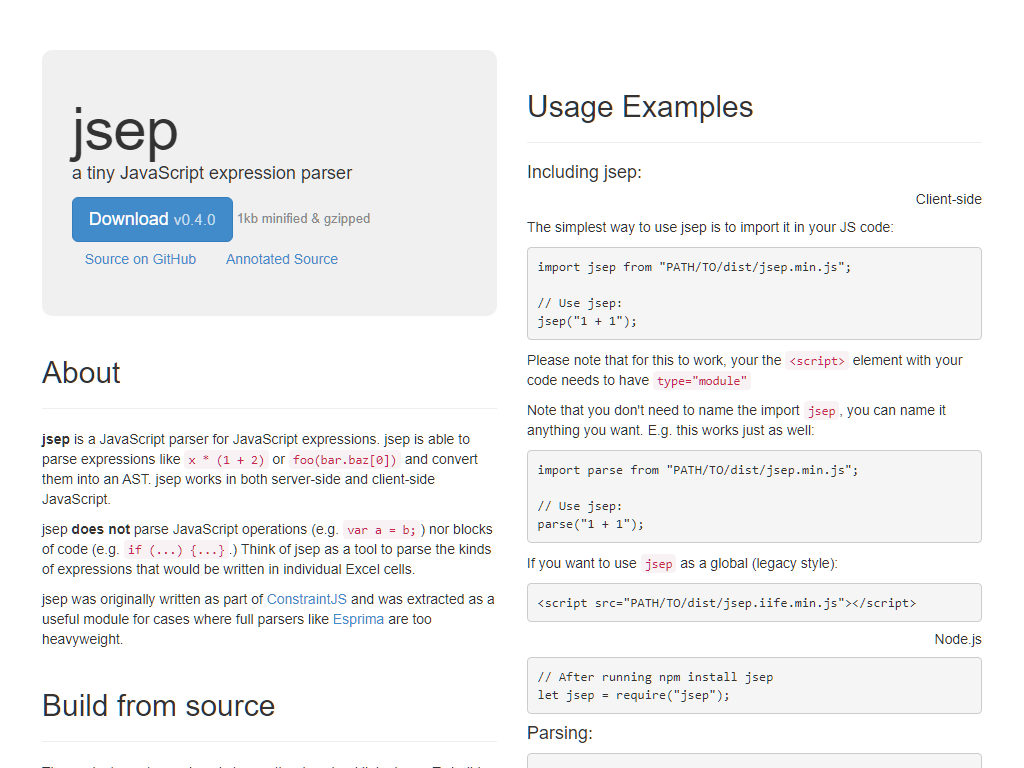 jsep
a tiny JavaScript expression parser
Download v0.4.0 1kb minified & gzipped
Source on GitHub Annotated Source
About
jsep is a JavaScript parser for JavaScript expressions. jsep is able to
parse expressions like x * (1 + 2) or foo(bar.baz[0]) and convert
them into an AST. jsep works in both server-side and client-side
JavaScript.
jsep does not parse JavaScript operations (e.g. var a = b; ) nor blocks
of code (e.g. if (...) {...} .) Think of jsep as a tool to parse the kinds
of expressions that would be written in individual Excel cells.
jsep was originally written as part of ConstraintJS and was extracted as a
useful module for cases where full parsers like Esprima are too
heavyweight.
Build from source
Usage Examples
Including jsep:
Client-side
The simplest way to use jsep is to import it in your JS code:
import jsep from "PATH/TO/dist/jsep.min.js";
// Use jsep:
jsep("1 + 1");
Please note that for this to work, your the <script> element with your
code needs to have type="module"
Note that you don't need to name the import jsep , you can name it
anything you want. E.g. this works just as well:
import parse from "PATH/TO/dist/jsep.min.js";
// Use jsep:
parse("1 + 1");
If you want to use jsep as a global (legacy style):
<script src="PATH/TO/dist/jsep.iife.min.js"></script>
Node.js
// After running npm install jsep
let jsep = require("jsep");
Parsing: